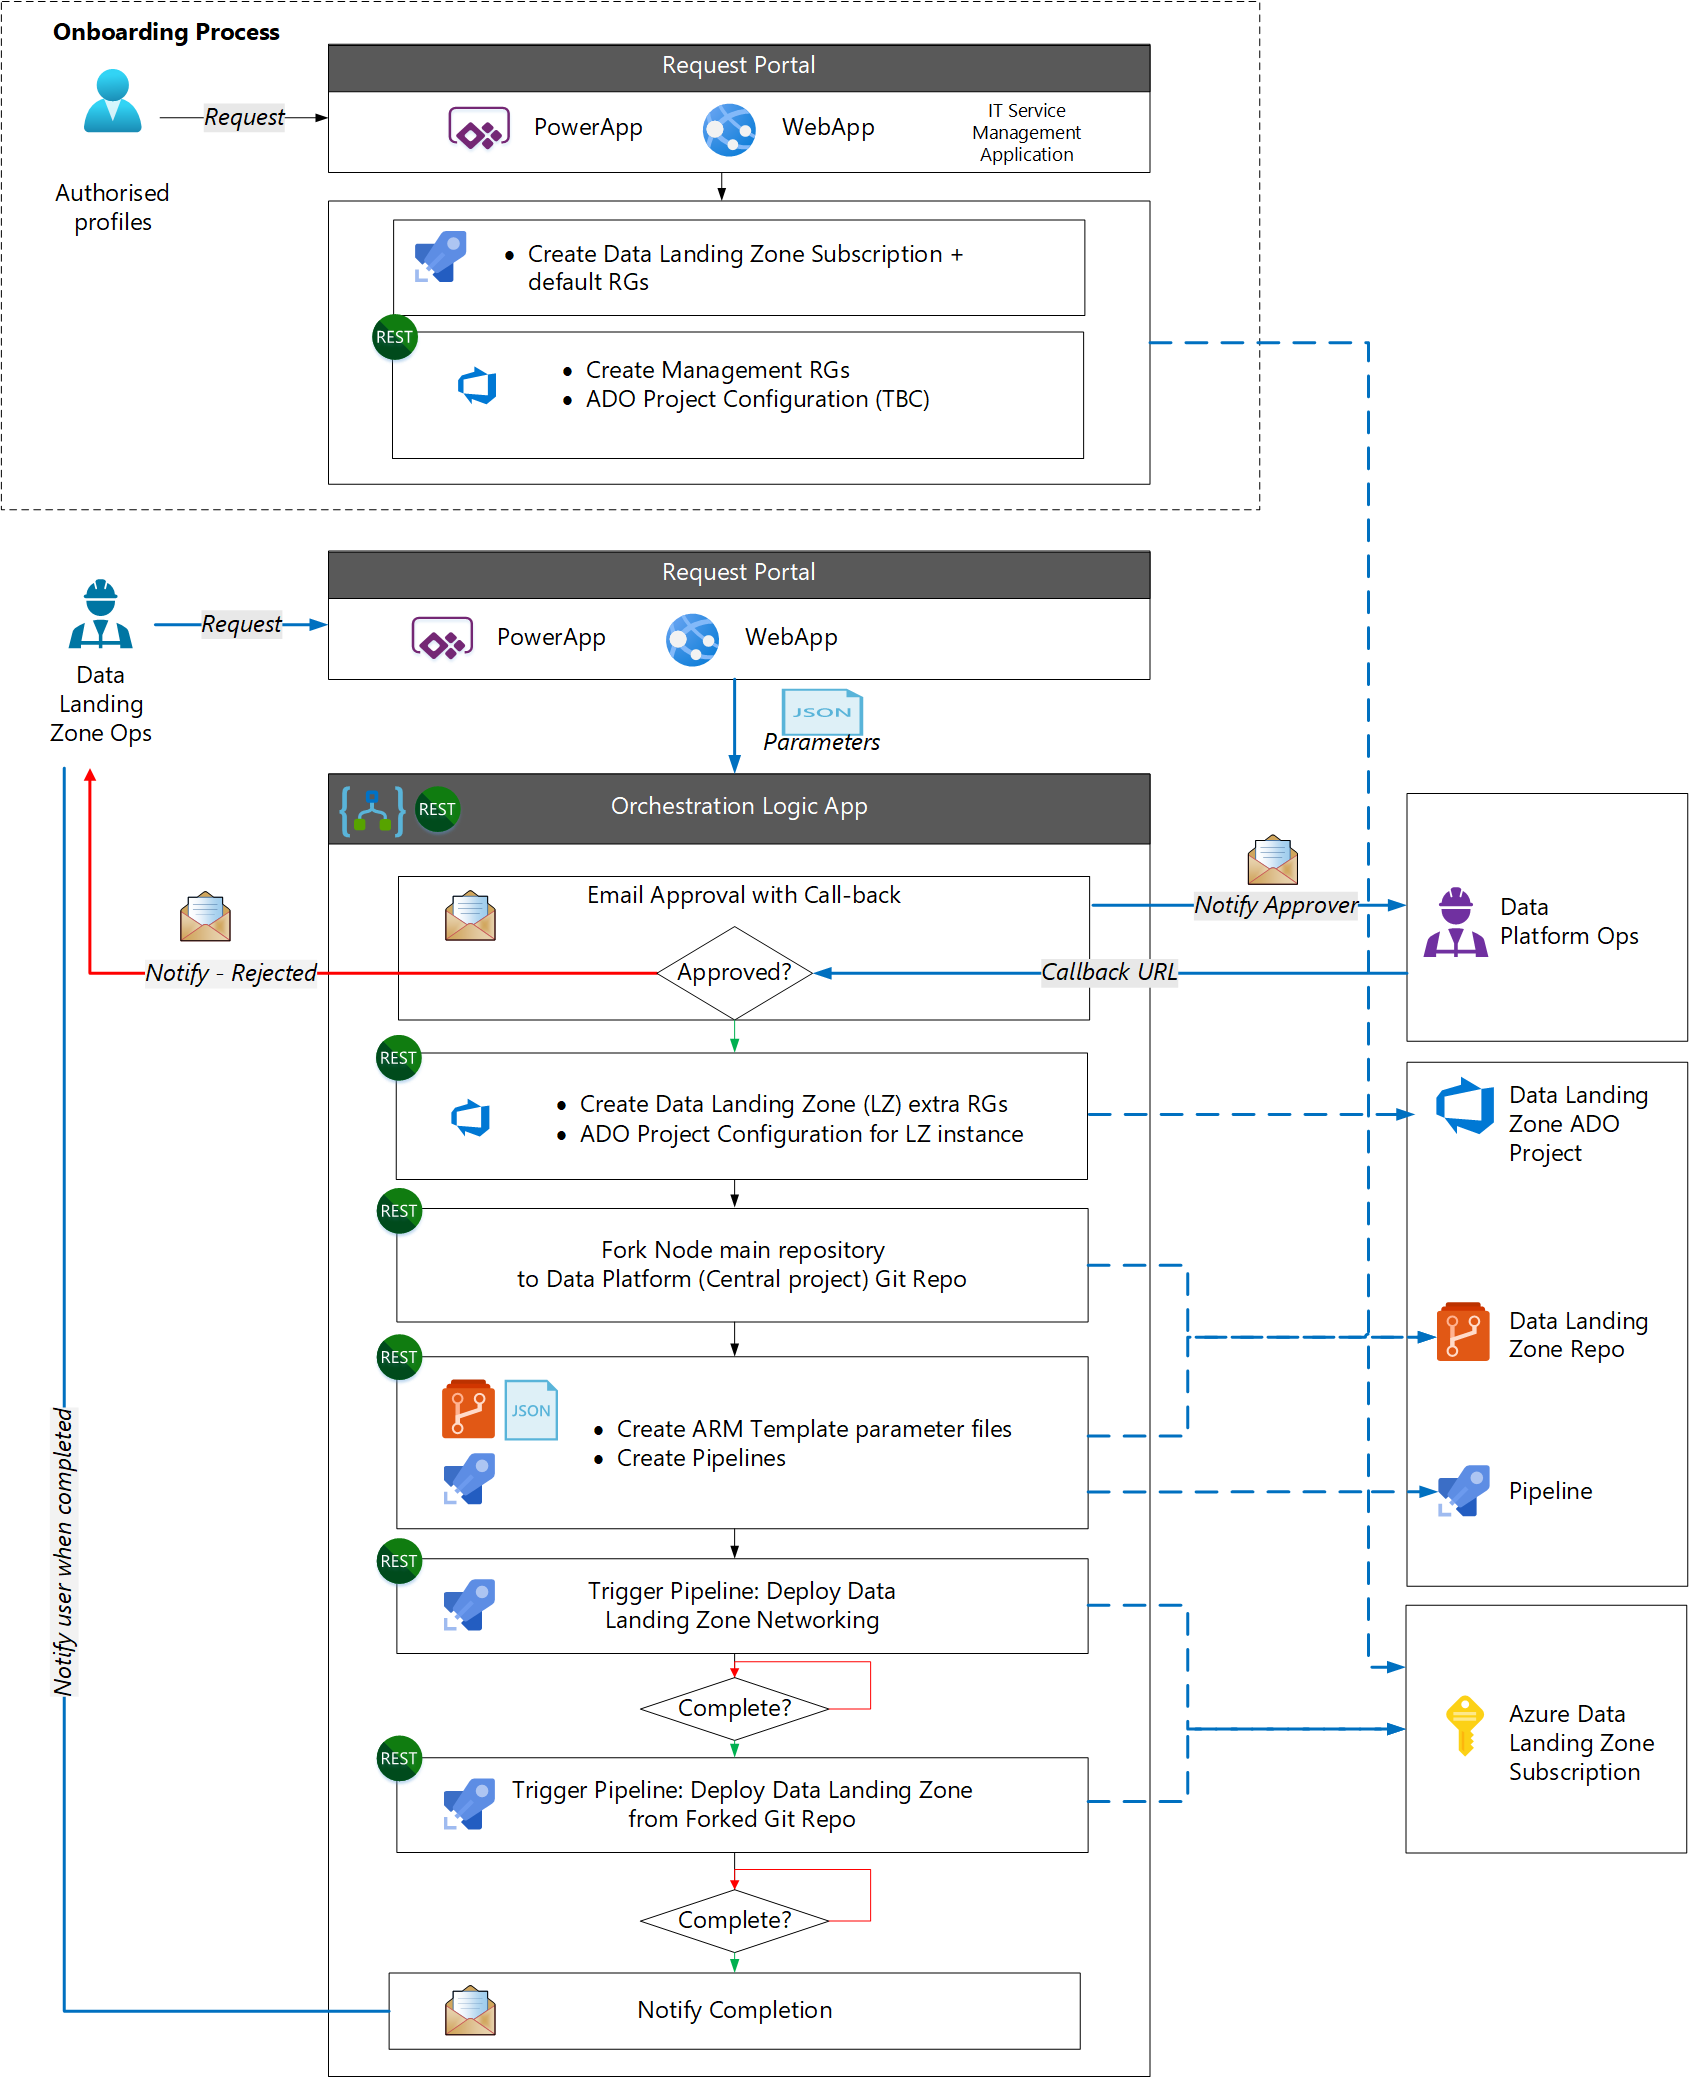 Onboarding Process
Request Portal
Request
PowerApp
WebApp
IT Service
Management
Application
Authorised
profiles
• Create Data Landing Zone Subscription +
default RGs
REST
• Create Management RGs
• ADO Project Configuration (TBC)
Request Portal
Request
PowerApp
WebApp
Data
Landing
Zone Ops
JSON
Parameters
REST
Orchestration Logic App
Email Approval with Call-back
Notify Approver
Data
Platform Ops
Notify - Rejected
Approved?
Callback URL
REST
• Create Data Landing Zone (LZ) extra RGs
• ADO Project Configuration for LZ instance
Data Landing
Zone ADO
Project
REST
Fork Node main repository
to Data Platform (Central project) Git Repo
Data Landing
Zone Repo
REST
JSON
• Create ARM Template parameter files
• Create Pipelines
Pipeline
Notify user when completed
REST
Trigger Pipeline: Deploy Data
Landing Zone Networking
Complete?
Azure Data
Landing Zone
Subscription
REST
Trigger Pipeline: Deploy Data Landing Zone
from Forked Git Repo
Complete?
Notify Completion